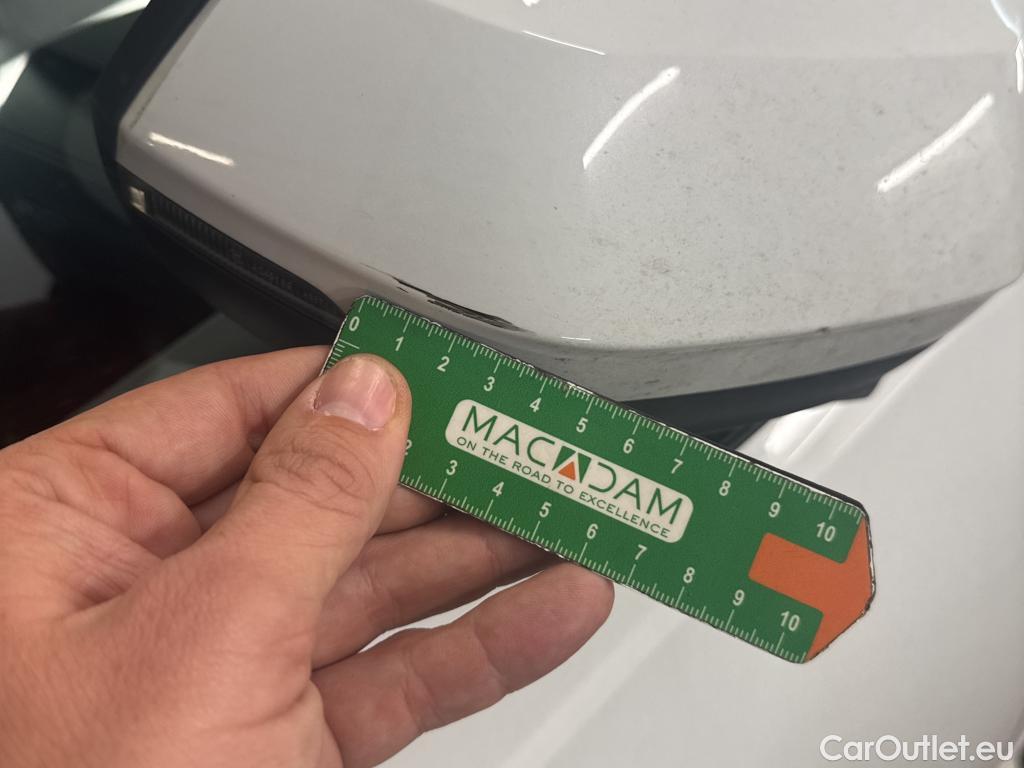 0 1 2 3 4 5 6 7 8 9 10
MACADAM
ON THE ROAD TO EXCELLENCE
2 3 4 5 6 7 8 9 10
CarOutlet.eu